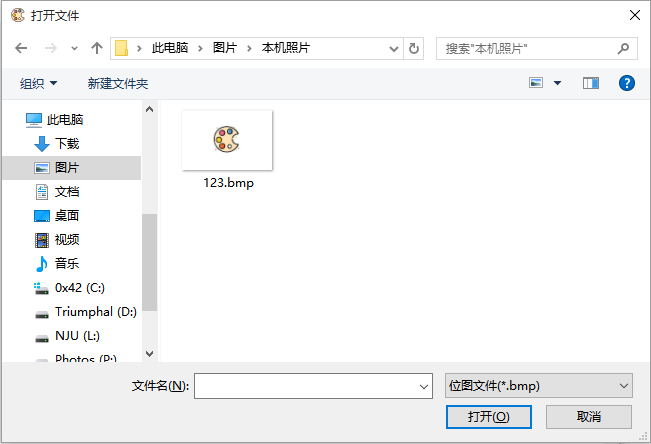 打开文件
此电脑 > 图片 > 本机照片
搜索"本机照片"
组织
新建文件夹
?
此电脑
下载
图片
文档
桌面
视频
音乐
0x42 (C:)
Triumphal (D:)
NJU (L:)
Photos (P:)
123.bmp
文件名(N):
位图文件(*.bmp)
打开(O)
取消